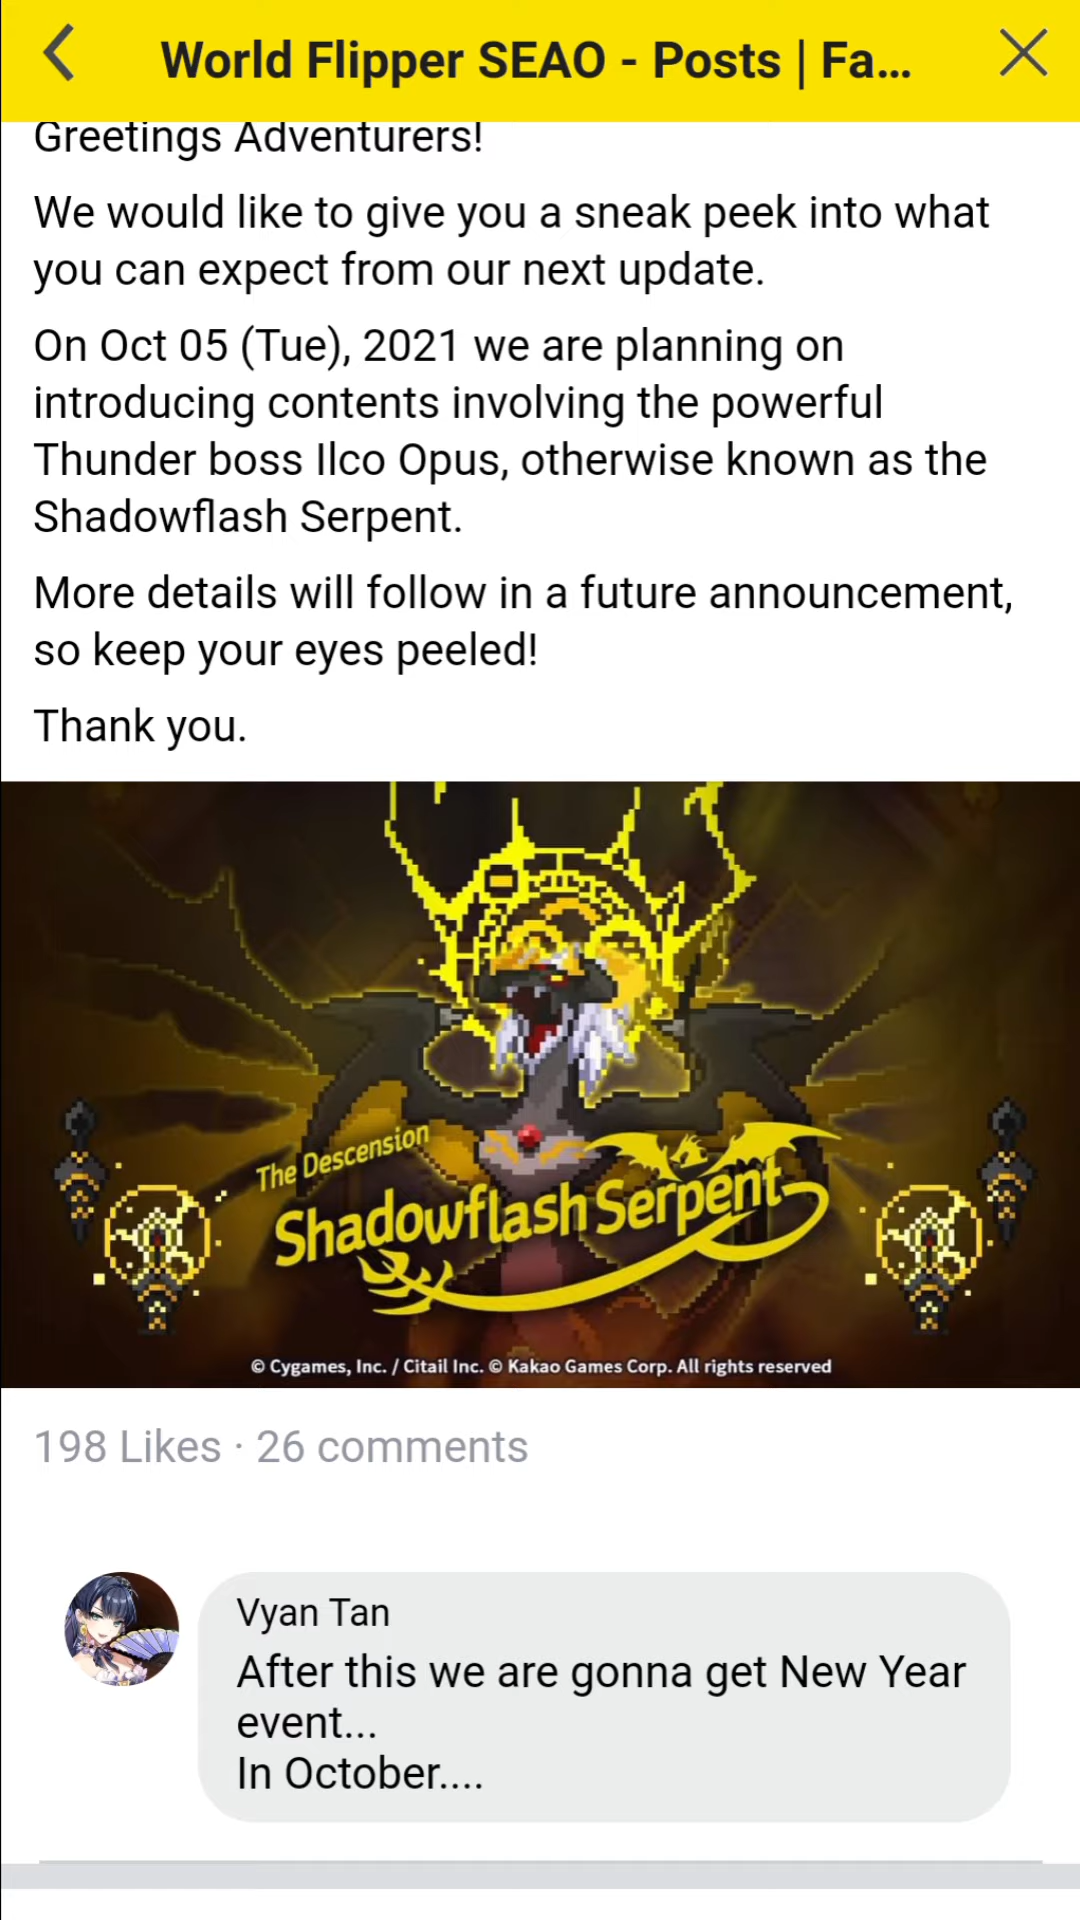 World Flipper SEAO - Posts | Fa...
Greetings Adventurers!
We would like to give you a sneak peek into what
you can expect from our next update.
On Oct 05 (Tue), 2021 we are planning on
introducing contents involving the powerful
Thunder boss Ilco Opus, otherwise known as the
Shadowflash Serpent.
More details will follow in a future announcement,
so keep your eyes peeled!
Thank you.
The Descension
Shadowflash Serpent
© Cygames, Inc. / Citail Inc. © Kakao Games Corp. All rights reserved
198 Likes · 26 comments
Vyan Tan
After this we are gonna get New Year
event...
In October....